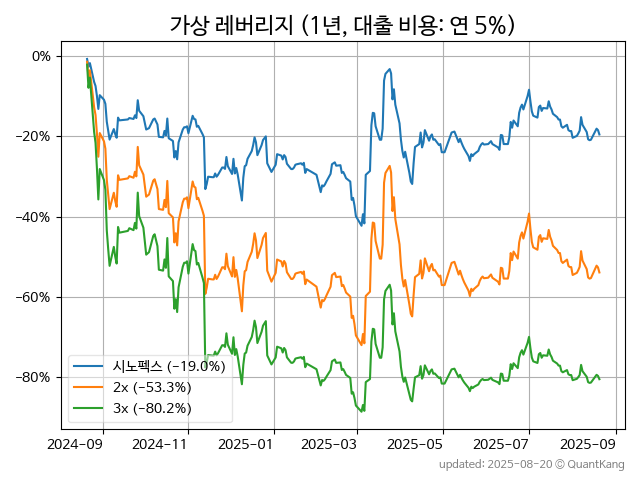 가상 레버리지 (1년, 대출 비용: 연 5%)
0%
−20%
−40%
−60%
−80%
시노펙스 (−19.0%)
2x (−53.3%)
3x (−80.2%)
2024-09 2024-11 2025-01 2025-03 2025-05 2025-07 2025-09
updated: 2025-08-20 © QuantKang